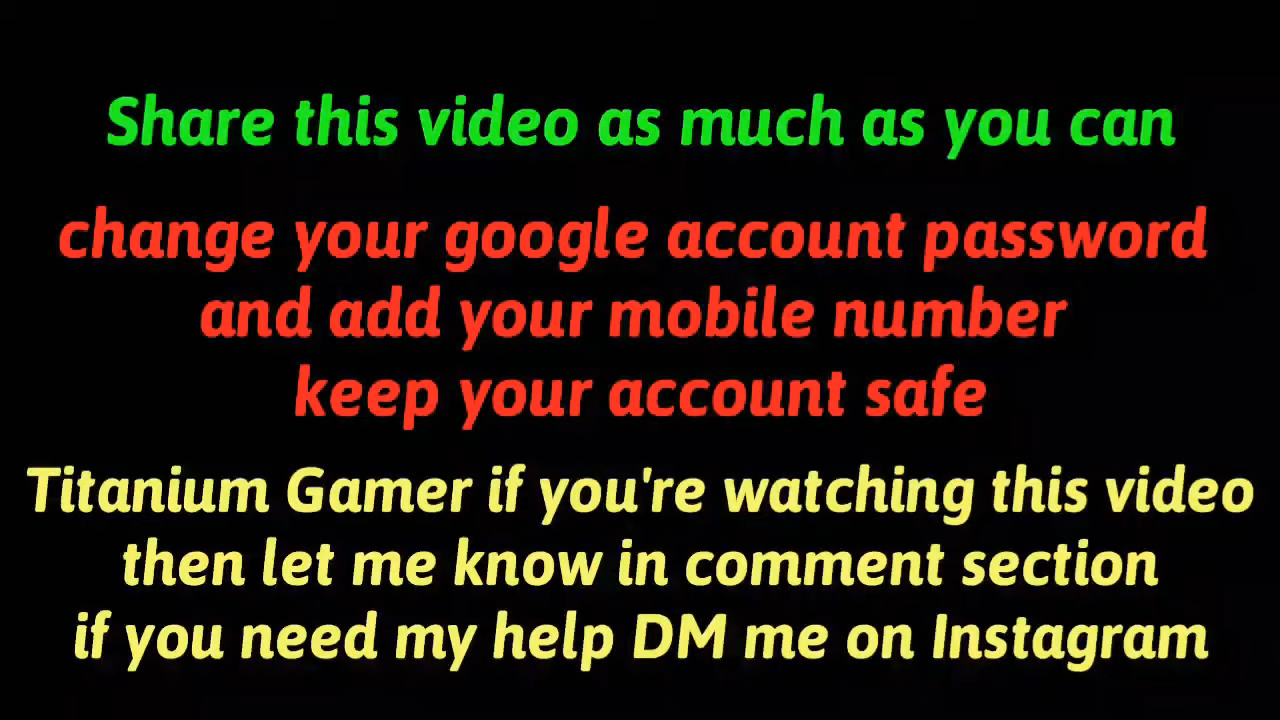 Share this video as much as you can
change your google account password
and add your mobile number
keep your account safe
Titanium Gamer if you're watching this video
then let me know in comment section
if you need my help DM me on Instagram